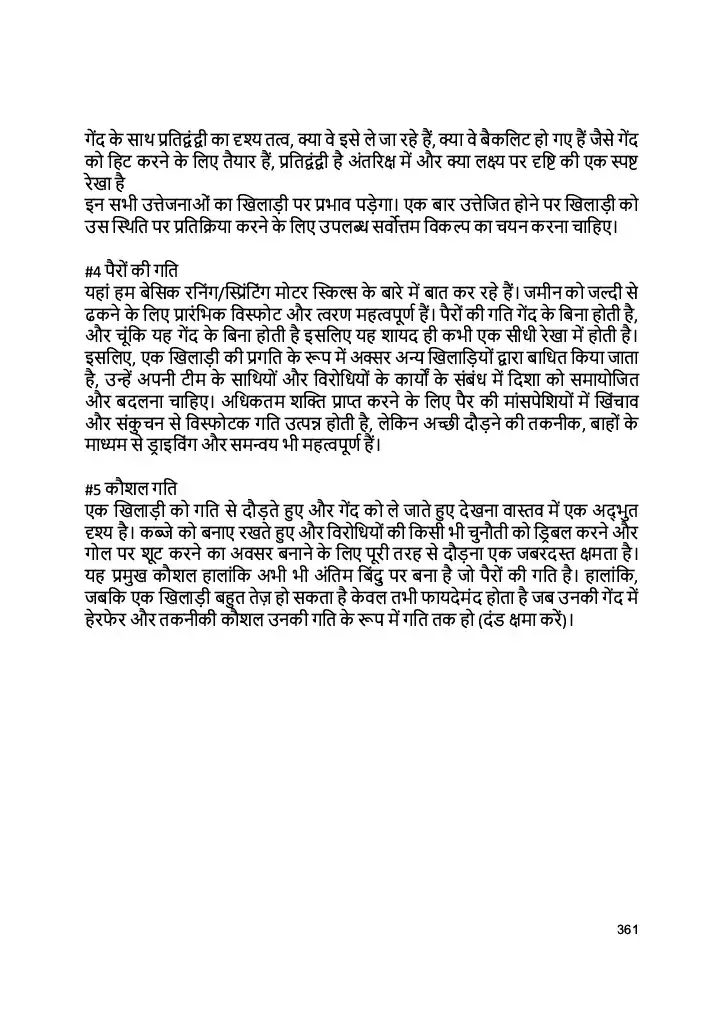 गेंद के साथ प्रतिद्वंद्वी का दृश्य तत्व, क्या वे इसे ले जा रहे हैं, क्या वे बैकलिट हो गए हैं जैसे गेंद
को हिट करने के लिए तैयार हैं, प्रतिद्वंद्वी है अंतरिक्ष में और क्या लक्ष्य पर दृष्टि की एक स्पष्ट
रेखा है
इन सभी उत्तेजनाओं का खिलाड़ी पर प्रभाव पड़ेगा। एक बार उत्तेजित होने पर खिलाड़ी को
उस स्थिति पर प्रतिक्रिया करने के लिए उपलब्ध सर्वोत्तम विकल्प का चयन करना चाहिए।
#4 पैरों की गति
यहां हम बेसिक रनिंग/स्प्रिंटिंग मोटर स्किल्स के बारे में बात कर रहे हैं। जमीन को जल्दी से
ढकने के लिए प्रारंभिक विस्फोट और त्वरण महत्वपूर्ण हैं। पैरों की गति गेंद के बिना होती है,
और चूंकि यह गेंद के बिना होती है इसलिए यह शायद ही कभी एक सीधी रेखा में होती है।
इसलिए, एक खिलाड़ी की प्रगति के रूप में अक्सर अन्य खिलाड़ियों द्वारा बाधित किया जाता
है, उन्हें अपनी टीम के साथियों और विरोधियों के कार्यों के संबंध में दिशा को समायोजित
और बदलना चाहिए। अधिकतम शक्ति प्राप्त करने के लिए पैर की मांसपेशियों में खिंचाव
और संकुचन से विस्फोटक गति उत्पन्न होती है, लेकिन अच्छी दौड़ने की तकनीक, बाहों के
माध्यम से ड्राइविंग और समन्वय भी महत्वपूर्ण हैं।
#5 कौशल गति
एक खिलाड़ी को गति से दौड़ते हुए और गेंद को ले जाते हुए देखना वास्तव में एक अद्भुत
दृश्य है। कब्जे को बनाए रखते हुए और विरोधियों की किसी भी चुनौती को ड्रिबल करने और
गोल पर शूट करने का अवसर बनाने के लिए पूरी तरह से दौड़ना एक जबरदस्त क्षमता है।
यह प्रमुख कौशल हालांकि अभी भी अंतिम बिंदु पर बना है जो पैरों की गति है। हालांकि,
जबकि एक खिलाड़ी बहुत तेज़ हो सकता है केवल तभी फायदेमंद होता है जब उनकी गेंद में
हेरफेर और तकनीकी कौशल उनकी गति के रूप में गति तक हो (दंड क्षमा करें)।
361